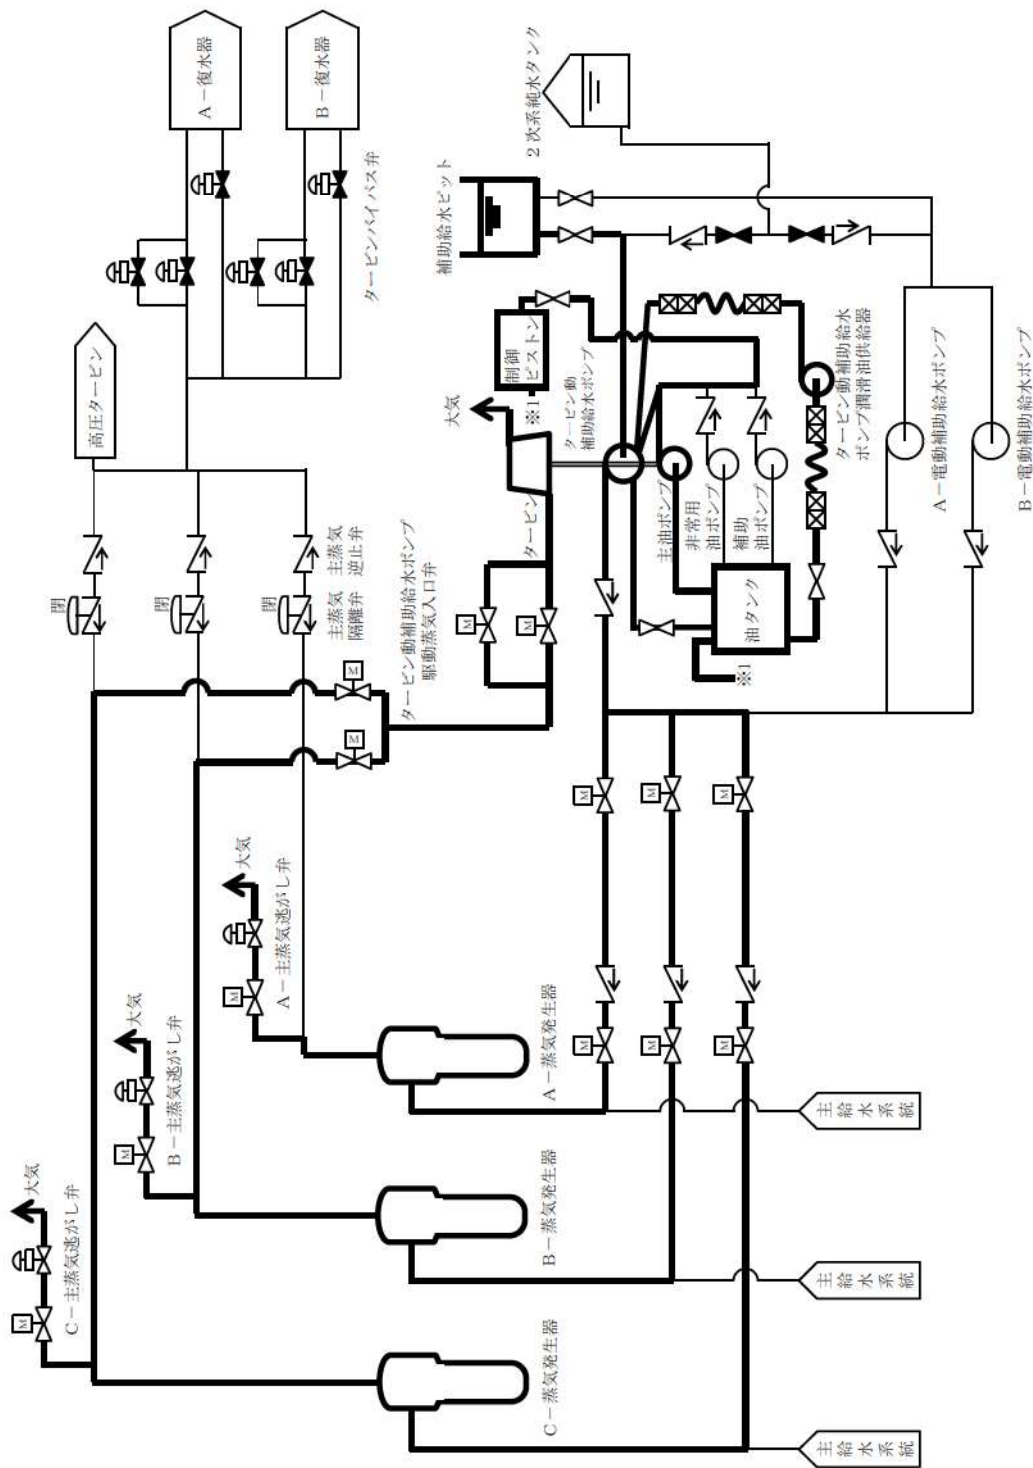 A－復水器
B－復水器
タービンバイパス弁
高圧タービン
2次系純水タンク
補助給水ピット
制御
ピストン
※1
大気
タービン動
補助給水ポンプ
タービン
主蒸気
逆止弁
主蒸気
隔離弁
閉
閉
閉
タービン動補助給水ポンプ
駆動蒸気入口弁
M
M
M
M
主油ポンプ
非常用
油ポンプ
補助
油ポンプ
油タンク
※1
タービン動補助給水
ポンプ潤滑油供給器
A－電動補助給水ポンプ
B－電動補助給水ポンプ
大気
A－主蒸気逃がし弁
M
大気
B－主蒸気逃がし弁
M
大気
C－主蒸気逃がし弁
M
M
M
M
M
M
M
A－蒸気発生器
B－蒸気発生器
C－蒸気発生器
主給水系統
主給水系統
主給水系統